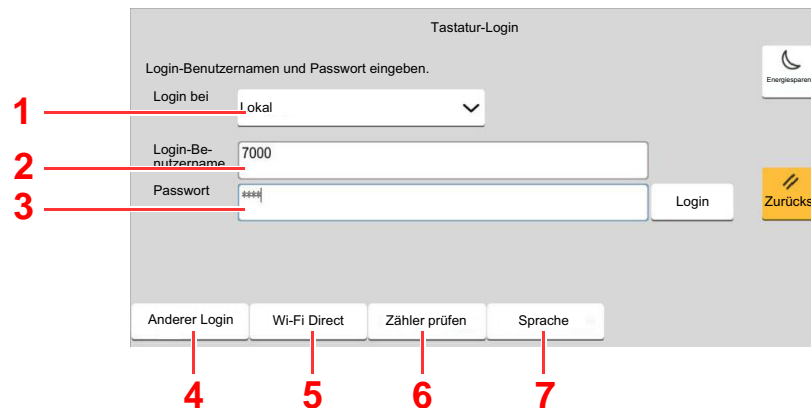 Tastatur-Login
Login-Benutzernamen und Passwort eingeben.
Energiesparen
Login bei
Lokal
1
Login-Be-
nutzername
7000
2
Passwort
****
Login
Zurücks
3
Anderer Login
Wi-Fi Direct
Zähler prüfen
Sprache
4
5
6
7